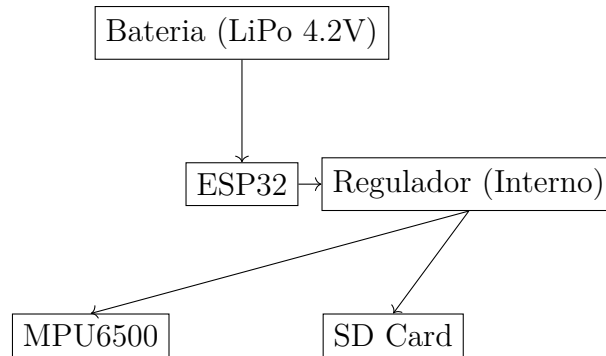 Bateria (LiPo 4.2V)
ESP32
Regulador (Interno)
MPU6500
SD Card